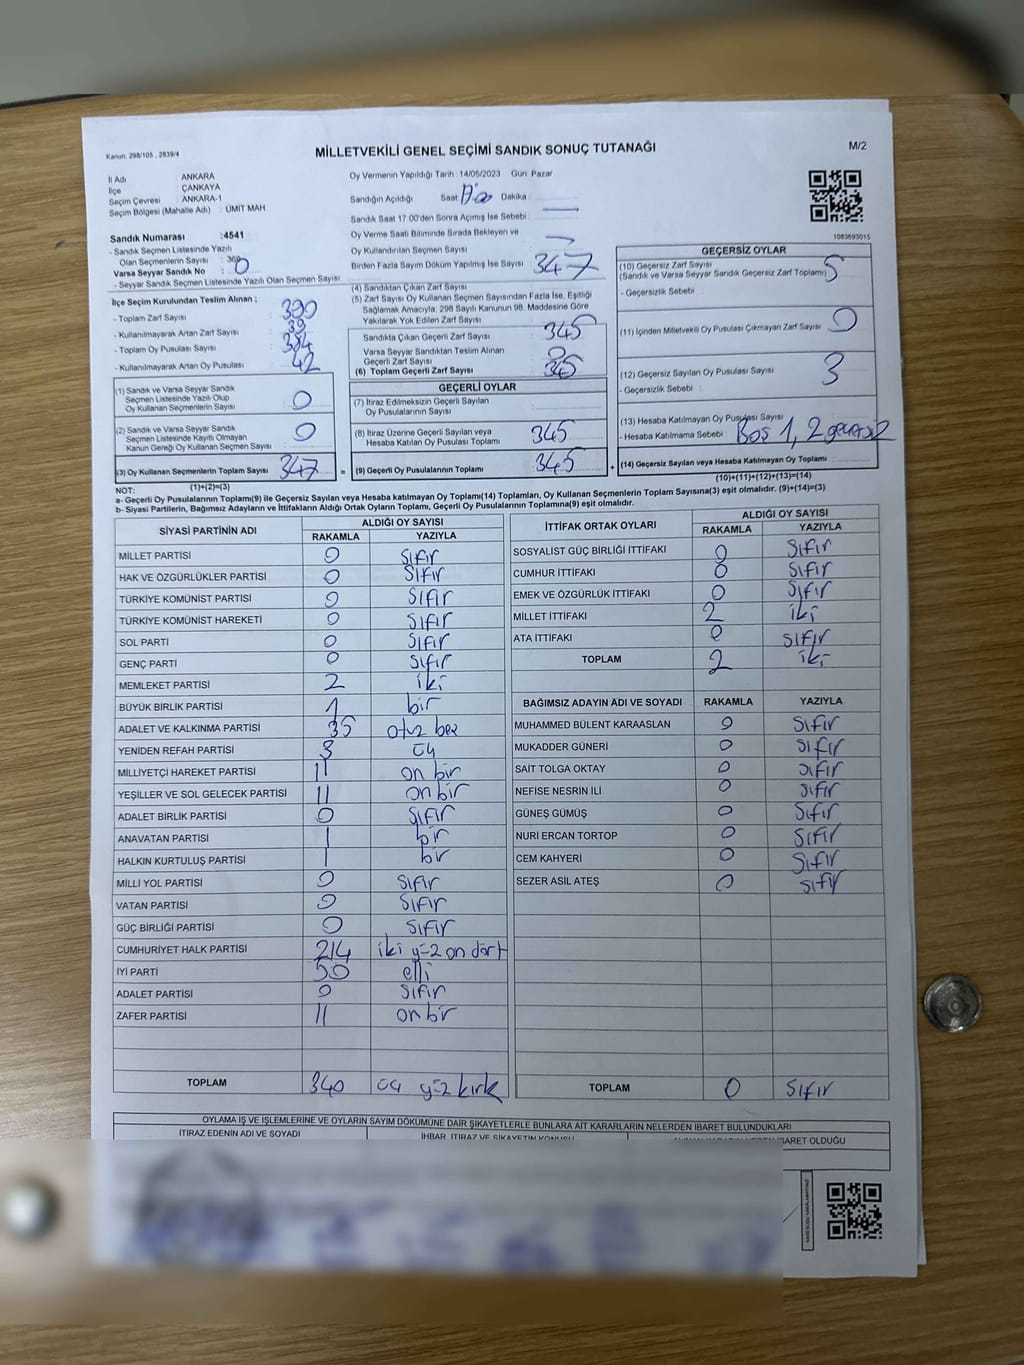 Kanun: 298/105 , 2839/4
MİLLETVEKİLİ GENEL SEÇİMİ SANDIK SONUÇ TUTANAĞI
M/2
İl Adı : ANKARA
İlçe : ÇANKAYA
Seçim Çevresi : ANKARA-1
Seçim Bölgesi (Mahalle Adı) : ÜMİT MAH
Oy Vermenin Yapıldığı Tarih :14/05/2023 Gün: Pazar
Sandığın Açıldığı Saat Dakika :
Sandık Saat 17.00'den Sonra Açımış İse Sebebi :
Oy Verme Saati Bitiminde Sırada Bekleyen ve
Oy Kullandırılan Seçmen Sayısı
Birden Fazla Sayım Döküm Yapılmış İse Sayısı 347
1083693015
Sandık Numarası :4541
- Sandık Seçmen Listesinde Yazılı
Olan Seçmenlerin Sayısı :
Varsa Seyyar Sandık No : 0
- Seyyar Sandık Seçmen Listesinde Yazılı Olan Seçmen Sayısı
İlçe Seçim Kurulundan Teslim Alınan ;
- Toplam Zarf Sayısı : 390
- Kullanılmayarak Artan Zarf Sayısı : 39
- Toplam Oy Pusulası Sayısı : 384
- Kullanılmayarak Artan Oy Pusulası : 42
(1) Sandık ve Varsa Seyyar Sandık
Seçmen Listesinde Yazılı Olup
Oy Kullanan Seçmenlerin Sayısı : 0
(2) Sandık ve Varsa Seyyar Sandık
Seçmen Listesinde Kayıtlı Olmayan
Kanun Gereği Oy Kullanan Seçmen Sayısı : 0
(3) Oy Kullanan Seçmenlerin Toplam Sayısı 347 =
(1)+(2)=(3)
(4) Sandıktan Çıkan Zarf Sayısı
(5) Zarf Sayısı Oy Kullanan Seçmen Sayısından Fazla İse, Eşitliği
Sağlamak Amacıyla, 298 Sayılı Kanunun 98. Maddesine Göre
Yakılarak Yok Edilen Zarf Sayısı
Sandıkta Çıkan Geçerli Zarf Sayısı 345
Varsa Seyyar Sandıktan Teslim Alınan
Geçerli Zarf Sayısı 0
(6) Toplam Geçerli Zarf Sayısı 345
GEÇERLİ OYLAR
(7) İtiraz Edilmeksizin Geçerli Sayılan
Oy Pusulalarının Sayısı
(8) İtiraz Üzerine Geçerli Sayılan veya
Hesaba Katılan Oy Pusulası Toplamı 345
(9) Geçerli Oy Pusulalarının Toplamı 345 +
GEÇERSİZ OYLAR
(10) Geçersiz Zarf Sayısı
(Sandık ve Varsa Seyyar Sandık Geçersiz Zarf Toplamı) 5
- Geçersizlik Sebebi :
(11) İçinden Milletvekili Oy Pusulası Çıkmayan Zarf Sayısı 0
(12) Geçersiz Sayılan Oy Pusulası Sayısı 3
- Geçersizlik Sebebi :
(13) Hesaba Katılmayan Oy Pusulası Sayısı
- Hesaba Katılmama Sebebi : Boş 1, 2 geçersiz
(14) Geçersiz Sayılan veya Hesaba Katılmayan Oy Toplamı :
(10)+(11)+(12)+(13)=(14)
NOT:
a- Geçerli Oy Pusulalarının Toplamı(9) ile Geçersiz Sayılan veya Hesaba katılmayan Oy Toplamı(14) Toplamları, Oy Kullanan Seçmenlerin Toplam Sayısına(3) eşit olmalıdır. (9)+(14)=(3)
b- Siyasi Partilerin, Bağımsız Adayların ve İttifakların Aldığı Ortak Oyların Toplamı, Geçerli Oy Pusulalarının Toplamına(9) eşit olmalıdır.
SİYASİ PARTİNİN ADI ALDIĞI OY SAYISI
RAKAMLA YAZIYLA
MİLLET PARTİSİ 0 Sıfır
HAK VE ÖZGÜRLÜKLER PARTİSİ 0 Sıfır
TÜRKİYE KOMÜNİST PARTİSİ 0 Sıfır
TÜRKİYE KOMÜNİST HAREKETİ 0 Sıfır
SOL PARTİ 0 Sıfır
GENÇ PARTİ 0 Sıfır
MEMLEKET PARTİSİ 2 iki
BÜYÜK BİRLİK PARTİSİ 1 bir
ADALET VE KALKINMA PARTİSİ 35 otuz beş
YENİDEN REFAH PARTİSİ 3 üç
MİLLİYETÇİ HAREKET PARTİSİ 11 on bir
YEŞİLLER VE SOL GELECEK PARTİSİ 11 on bir
ADALET BİRLİK PARTİSİ 0 Sıfır
ANAVATAN PARTİSİ 1 bir
HALKIN KURTULUŞ PARTİSİ 1 bir
MİLLİ YOL PARTİSİ 0 Sıfır
VATAN PARTİSİ 0 Sıfır
GÜÇ BİRLİĞİ PARTİSİ 0 Sıfır
CUMHURİYET HALK PARTİSİ 214 iki yüz on dört
İYİ PARTİ 50 elli
ADALET PARTİSİ 0 Sıfır
ZAFER PARTİSİ 11 on bir
TOPLAM 340 üç yüz kırk
İTTİFAK ORTAK OYLARI ALDIĞI OY SAYISI
RAKAMLA YAZIYLA
SOSYALİST GÜÇ BİRLİĞİ İTTİFAKI 0 Sıfır
CUMHUR İTTİFAKI 0 Sıfır
EMEK VE ÖZGÜRLÜK İTTİFAKI 0 Sıfır
MİLLET İTTİFAKI 2 iki
ATA İTTİFAKI 0 Sıfır
TOPLAM 2 iki
BAĞIMSIZ ADAYIN ADI VE SOYADI RAKAMLA YAZIYLA
MUHAMMED BÜLENT KARAASLAN 0 Sıfır
MUKADDER GÜNERİ 0 Sıfır
SAİT TOLGA OKTAY 0 Sıfır
NEFİSE NESRİN İLİ 0 Sıfır
GÜNEŞ GÜMÜŞ 0 Sıfır
NURİ ERCAN TORTOP 0 Sıfır
CEM KAHYERİ 0 Sıfır
SEZER ASİL ATEŞ 0 Sıfır
TOPLAM 0 Sıfır
OYLAMA İŞ VE İŞLEMLERİNE VE OYLARIN SAYIM DÖKÜMÜNE DAİR ŞİKAYETLERLE BUNLARA AİT KARARLARIN NELERDEN İBARET BULUNDUKLARI
İTİRAZ EDENİN ADI VE SOYADI İHBAR, İTİRAZ VE ŞİKAYETİN KONUSU İBARET OLDUĞU